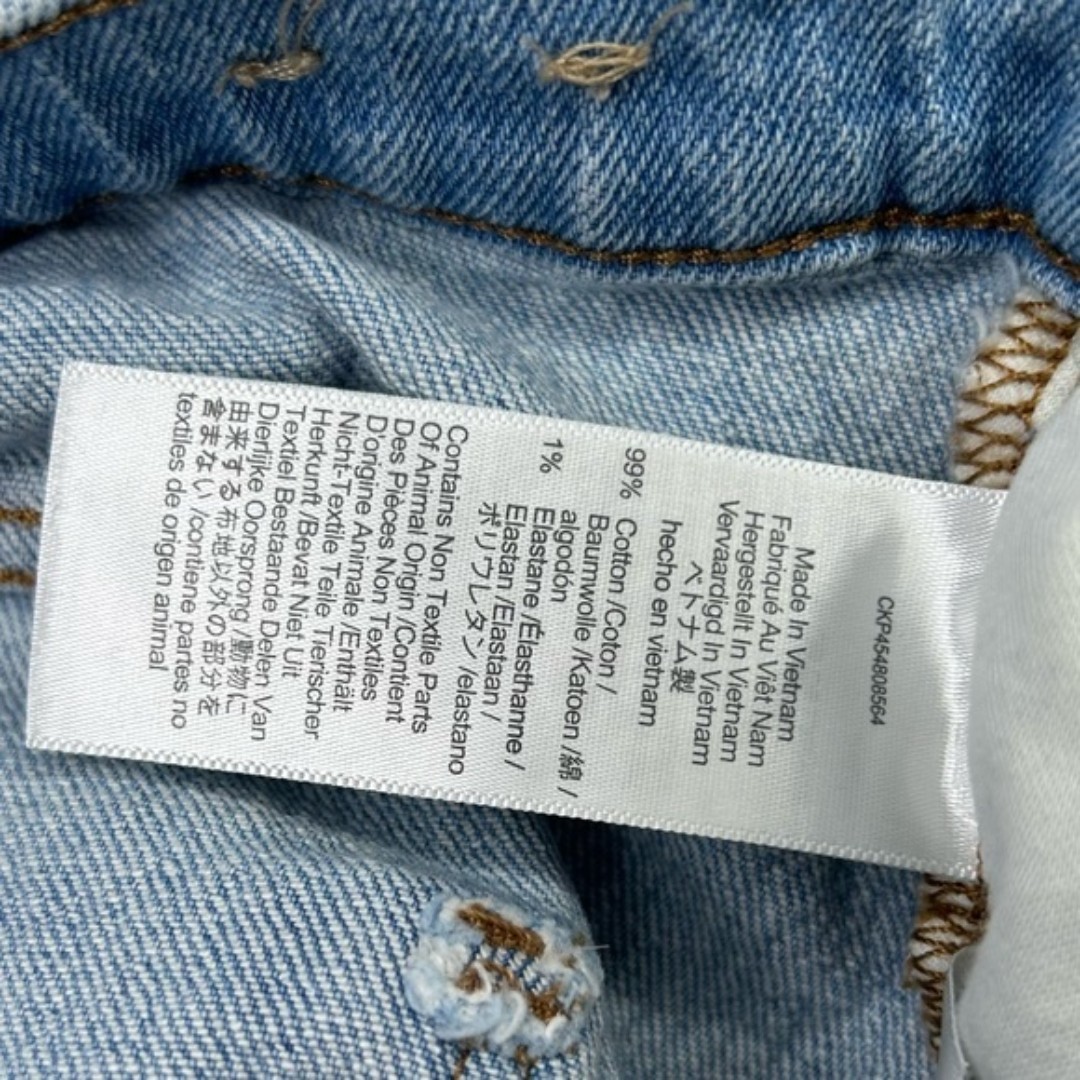 CKP454808564
Made In Vietnam
Fabriqué Au Viêt Nam
Hergestellt In Vietnam
Vervaardigd In Vietnam
ベトナム製
hecho en vietnam
99% Cotton /Coton /
Baumwolle /Katoen /綿 /
algodón
1% Elastane /Élasthanne /
Elastan /Elastaan /
ポリウレタン /elastano
Contains Non Textile Parts
Of Animal Origin /Contient
Des Pièces Non Textiles
D'origine Animale /Enthält
Nicht-Textile Teile Tierischer
Herkunft /Bevat Niet Uit
Textiel Bestaande Delen Van
Dierlijke Oorsprong /動物に
由来する布地以外の部分を
含まない /contiene partes no
textiles de origen animal